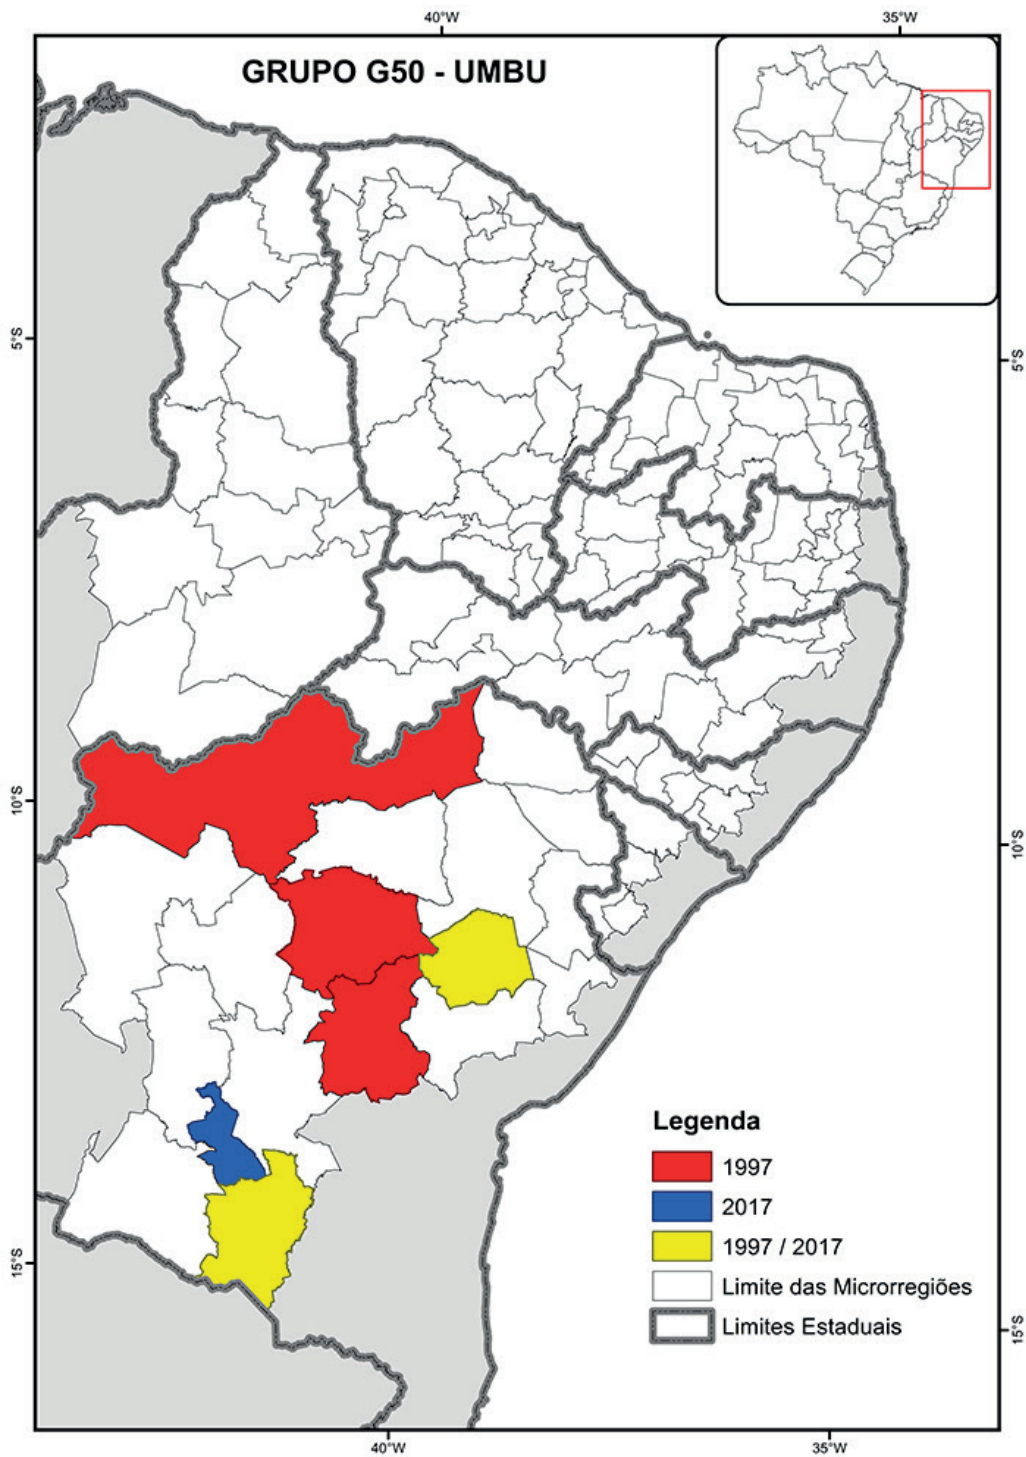 40°W
35°W
GRUPO G50 - UMBU
5°S
5°S
10°S
10°S
Legenda
1997
2017
1997 / 2017
15°S
Limite das Microrregiões
Limites Estaduais
15°S
40°W
35°W